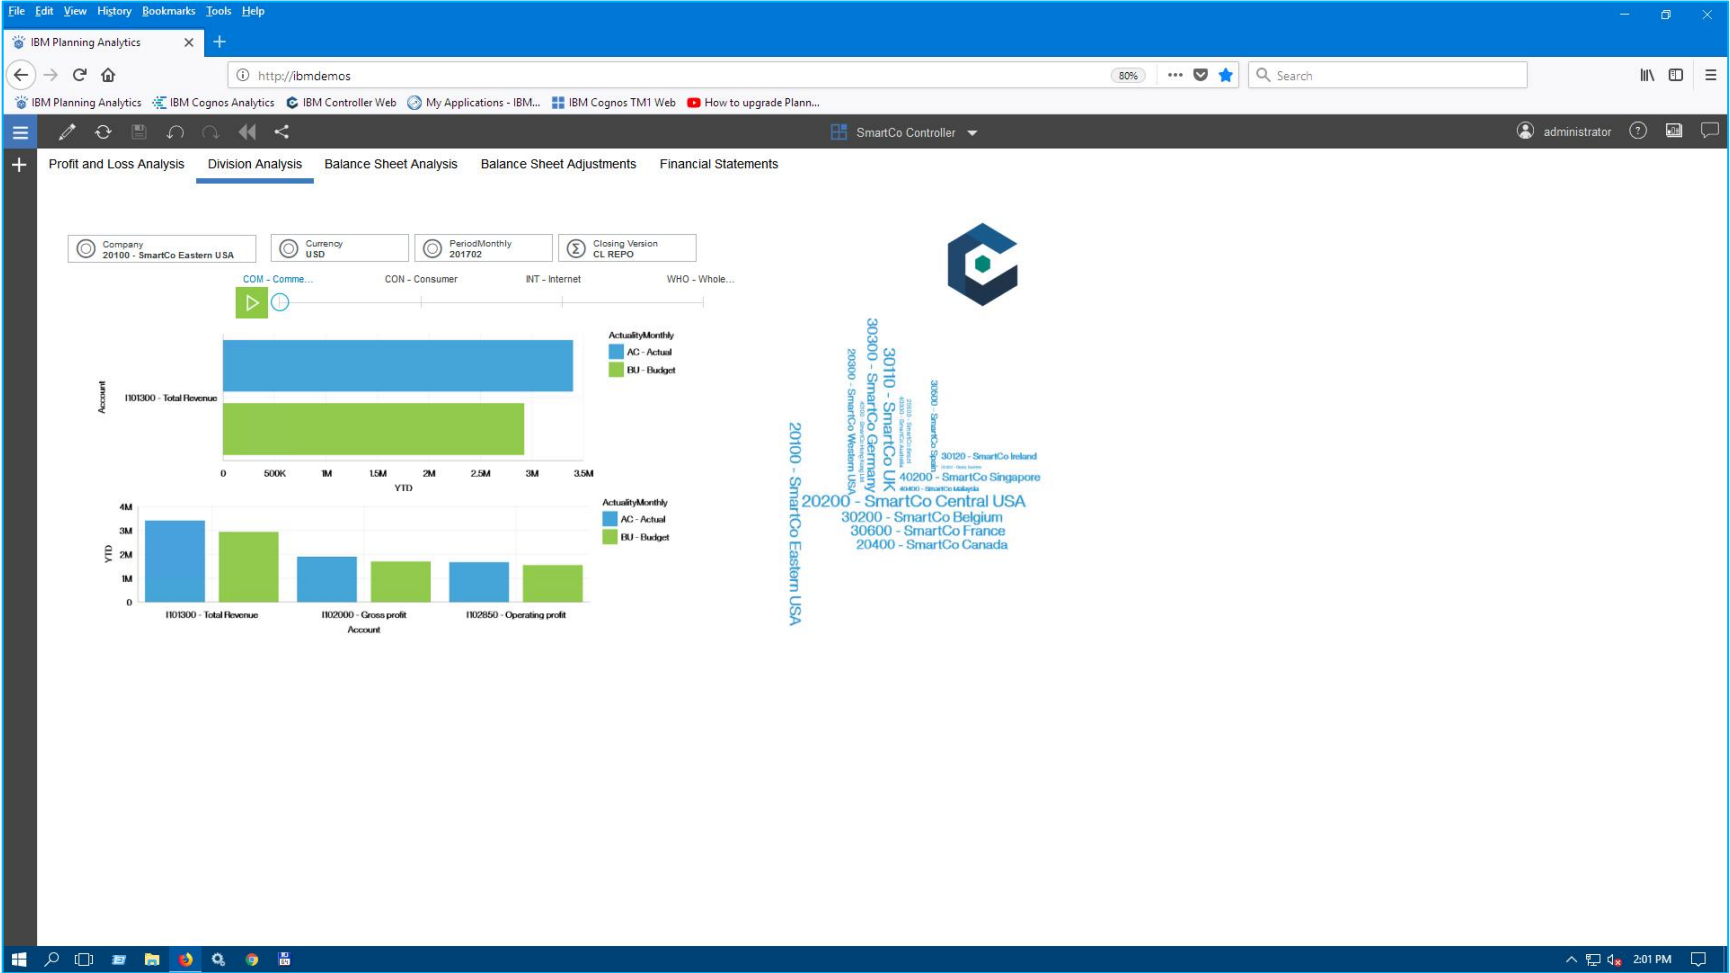 File Edit View History Bookmarks Tools Help
IBM Planning Analytics
http://ibmdemos
80%
Search
IBM Planning Analytics IBM Cognos Analytics IBM Controller Web My Applications - IBM... IBM Cognos TM1 Web How to upgrade Plann...
SmartCo Controller
administrator
Profit and Loss Analysis Division Analysis Balance Sheet Analysis Balance Sheet Adjustments Financial Statements
Company
20100 - SmartCo Eastern USA
Currency
USD
PeriodMonthly
201702
Closing Version
CL REPO
COM - Comme... CON - Consumer INT - Internet WHO - Whole...
ActualityMonthly
AC - Actual
BU - Budget
Account
I101300 - Total Revenue
0 500K 1M 1.5M 2M 2.5M 3M 3.5M
YTD
ActualityMonthly
AC - Actual
BU - Budget
4M
3M
2M
1M
0
YTD
I101300 - Total Revenue I102000 - Gross profit I102850 - Operating profit
Account
20100 - SmartCo Eastern USA
20300 - SmartCo Western USA
30300 - SmartCo Germany
30110 - SmartCo UK
30500 - SmartCo Spain
30120 - SmartCo Ireland
40200 - SmartCo Singapore
40400 - SmartCo Malaysia
20200 - SmartCo Central USA
30200 - SmartCo Belgium
30600 - SmartCo France
20400 - SmartCo Canada
2:01 PM